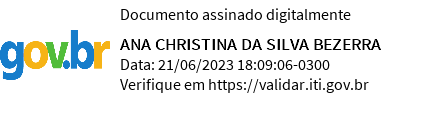 Documento assinado digitalmente
gov.br
ANA CHRISTINA DA SILVA BEZERRA
Data: 21/06/2023 18:09:06-0300
Verifique em https://validar.iti.gov.br